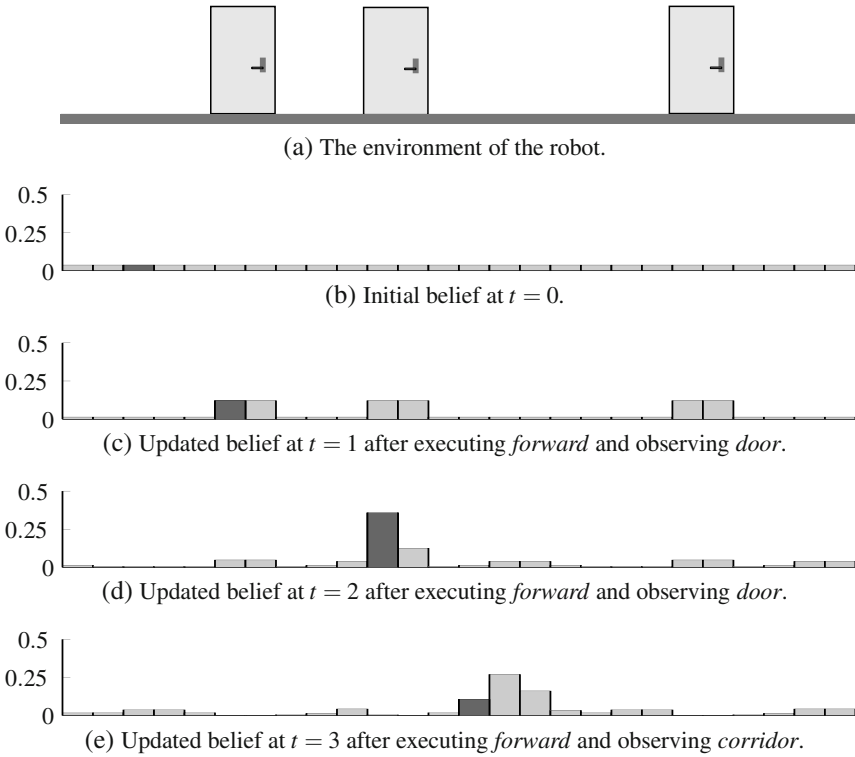 (a) The environment of the robot.
0.5
0.25
0
(b) Initial belief at t = 0.
0.5
0.25
0
(c) Updated belief at t = 1 after executing forward and observing door.
0.5
0.25
0
(d) Updated belief at t = 2 after executing forward and observing door.
0.5
0.25
0
(e) Updated belief at t = 3 after executing forward and observing corridor.